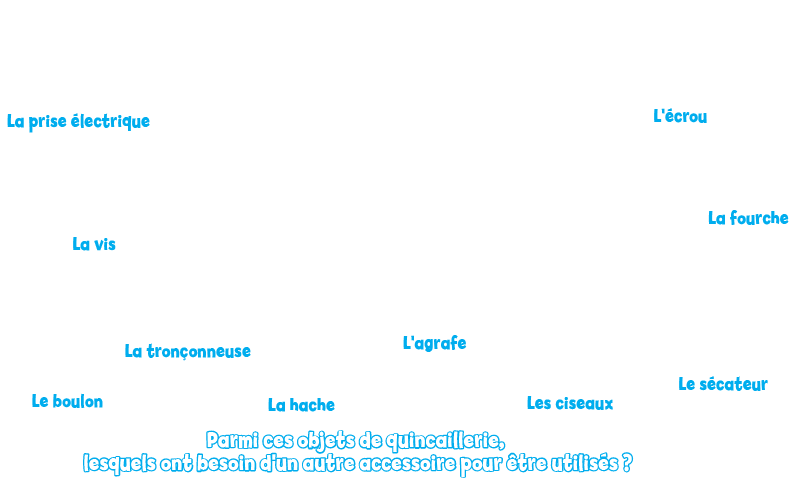 La prise électrique
L'écrou
La fourche
La vis
La tronçonneuse
L'agrafe
Le sécateur
Le boulon
La hache
Les ciseaux
Parmi ces objets de quincaillerie,
lesquels ont besoin d'un autre accessoire pour être utilisés ?